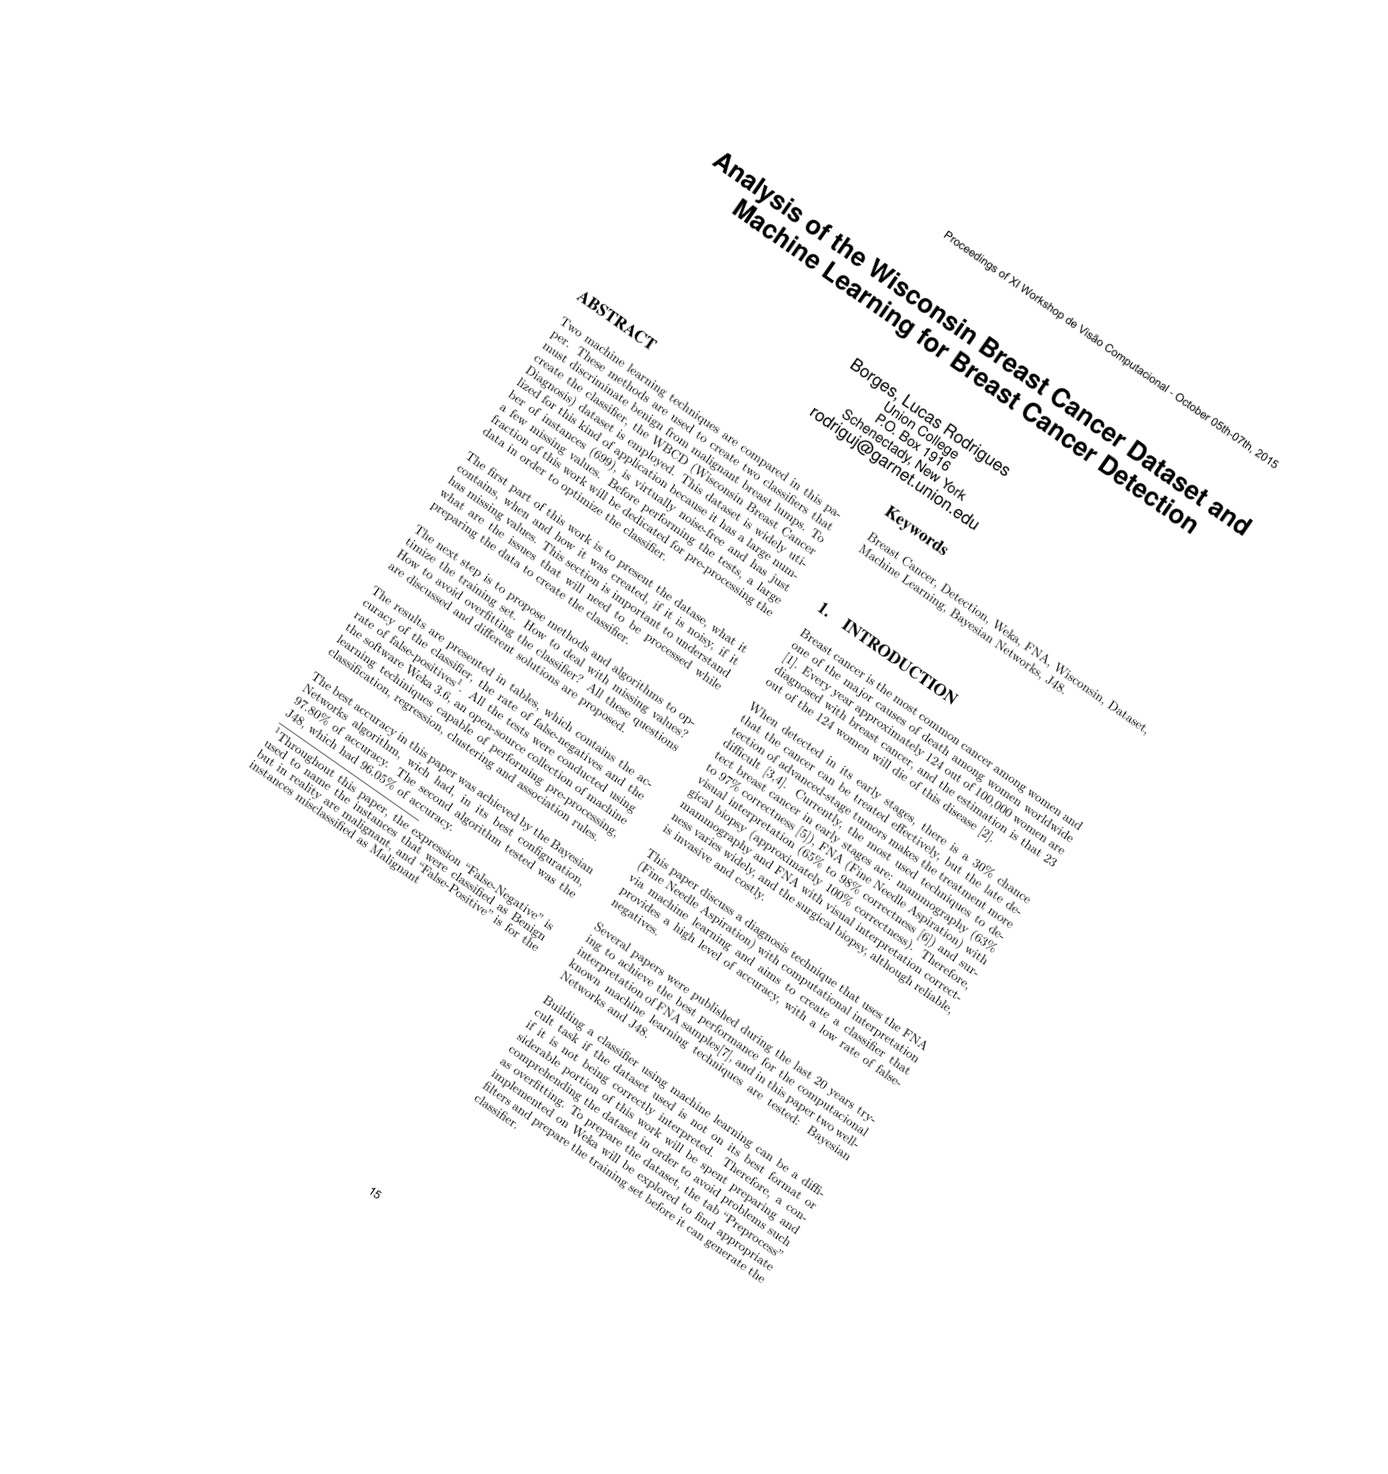 Proceedings of XI Workshop de Visão Computacional - October 05th-07th, 2015
Analysis of the Wisconsin Breast Cancer Dataset and
Machine Learning for Breast Cancer Detection
Borges, Lucas Rodrigues
Union College
P.O. Box 1916
Schenectady, New York
rodriguj@garnet.union.edu
ABSTRACT
Two machine learning techniques are compared in this pa-
per. These methods are used to create two classifiers that
must discriminate benign from malignant breast lumps. To
create the classifier, the WBCD (Wisconsin Breast Cancer
Diagnosis) dataset is employed. This dataset is widely uti-
lized for this kind of application because it has a large num-
ber of instances (699), is virtually noise-free and has just
a few missing values. Before performing the tests, a large
fraction of this work will be dedicated for pre-processing the
data in order to optimize the classifier.
The first part of this work is to present the datase, what it
contains, when and how it was created, if it is noisy, if it
has missing values. This section is important to understand
what are the issues that will need to be processed while
preparing the data to create the classifier.
The next step is to propose methods and algorithms to op-
timize the training set. How to deal with missing values?
How to avoid overfitting the classifier? All these questions
are discussed and different solutions are proposed.
The results are presented in tables, which contains the ac-
curacy of the classifier, the rate of false-negatives and the
rate of false-positives1. All the tests were conducted using
the software Weka 3.6, an open-source collection of machine
learning techiniques capable of performing pre-processing,
classification, regression, clustering and association rules.
The best accuracy in this paper was achieved by the Bayesian
Networks algorithm, wich had, in its best configuration,
97.80% of accuracy. The second algorithm tested was the
J48, which had 96.05% of accuracy.
1Throughout this paper, the expression “False-Negative” is
used to name the instances that were classified as Benign
but in reality are malignant, and “False-Positive” is for the
instances misclassified as Malignant
Keywords
Breast Cancer, Detection, Weka, FNA, Wisconsin, Dataset,
Machine Learning, Bayesian Networks, J48.
1. INTRODUCTION
Breast cancer is the most common cancer among women and
one of the major causes of death among women worldwide
[1]. Every year approximately 124 out of 100,000 women are
diagnosed with breast cancer, and the estimation is that 23
out of the 124 women will die of this disease [2].
When detected in its early stages, there is a 30% chance
that the cancer can be treated effectively, but the late de-
tection of advanced-stage tumors makes the treatment more
difficult [3,4]. Currently, the most used techniques to de-
tect breast cancer in early stages are: mammography (63%
to 97% correctness [5]), FNA (Fine Needle Aspiration) with
visual interpretation (65% to 98% correctness [6]) and sur-
gical biopsy (approximately 100% correctness). Therefore,
mammography and FNA with visual interpretation correct-
ness varies widely, and the surgical biopsy, although reliable,
is invasive and costly.
This paper discuss a diagnosis technique that uses the FNA
(Fine Needle Aspiration) with computational interpretation
via machine learning and aims to create a classifier that
provides a high level of accuracy, with a low rate of false-
negatives.
Several papers were published during the last 20 years try-
ing to achieve the best performance for the computacional
interpretation of FNA samples[7], and in this paper two well-
known machine learning techniques are tested: Bayesian
Networks and J48.
Building a classifier using machine learning can be a diffi-
cult task if the dataset used is not on its best format or
if it is not being correctly interpreted. Therefore, a con-
siderable portion of this work will be spent preparing and
comprehending the dataset in order to avoid problems such
as overfitting. To prepare the dataset, the tab “Preprocess”
implemented on Weka will be explored to find appropriate
filters and prepare the training set before it can generate the
classifier.
15